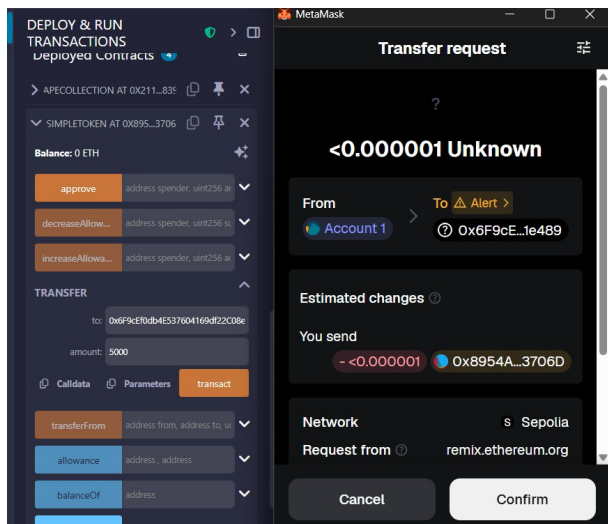 DEPLOY & RUN
TRANSACTIONS
Deployed Contracts 4
APECOLLECTION AT 0X211...835
SIMPLETOKEN AT 0X895...3706
Balance: 0 ETH
approve address spender, uint256 ar
decreaseAllow... address spender, uint256 su
increaseAllowa... address spender, uint256 ac
TRANSFER
to: 0x6F9cEf0db4E537604169df22C08e
amount: 5000
Calldata Parameters transact
transferFrom address from, address to, ui
allowance address , address
balanceOf address
MetaMask
Transfer request
?
<0.000001 Unknown
From
Account 1
To Alert >
0x6F9cE...1e489
Estimated changes
You send
- <0.000001 0x8954A...3706D
Network S Sepolia
Request from remix.ethereum.org
Cancel Confirm